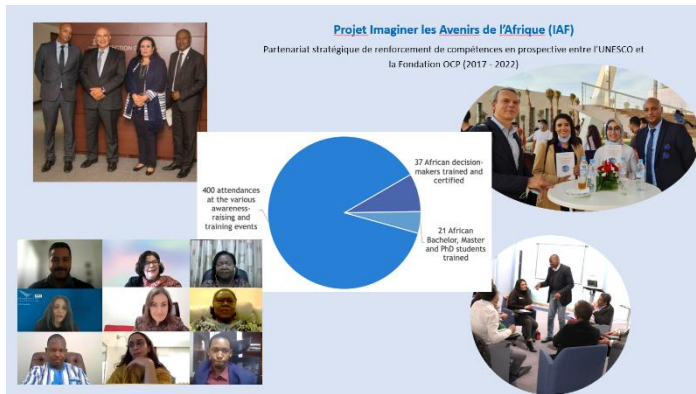 Projet Imaginer les Avenirs de l’Afrique (IAF)
Partenariat stratégique de renforcement de compétences en prospective entre l’UNESCO et
la Fondation OCP (2017 - 2022)
37 African decision-
makers trained and
certified
400 attendances
at the various
awareness-
raising and
training events
21 African
Bachelor, Master
and PhD students
trained